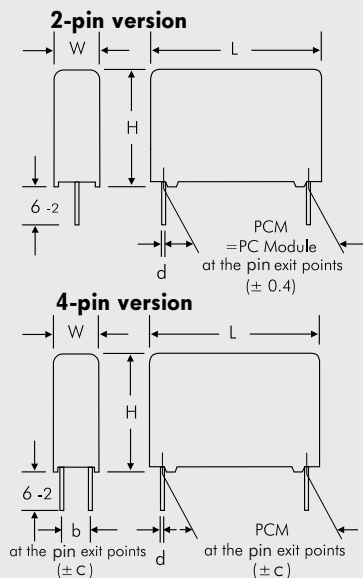 2-pin version
W
L
H
6 -2
d
PCM
=PC Module
at the pin exit points
(± 0.4)
4-pin version
W
L
H
6 -2
b
d
PCM
at the pin exit points
(± c)
at the pin exit points
(± c)